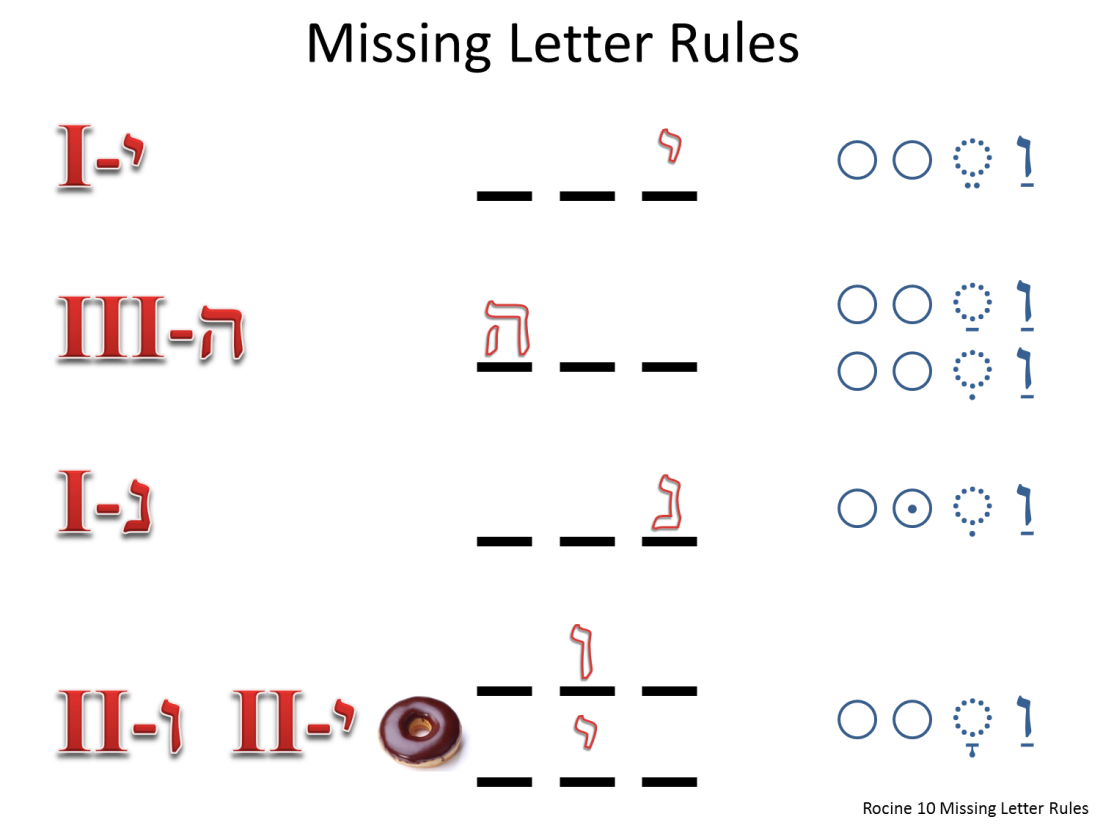 Missing Letter Rules
I-י
י
וַ
III-ה
ה
וַ
וַ
I-נ
נ
וַ
ו
II-ו II-י
י
וַ
Rocine 10 Missing Letter Rules